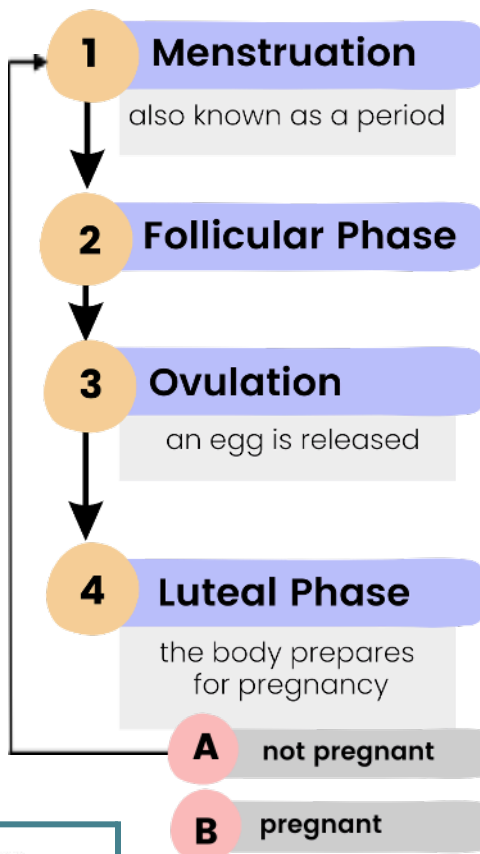 1
Menstruation
also known as a period
2
Follicular Phase
3
Ovulation
an egg is released
4
Luteal Phase
the body prepares
for pregnancy
A
not pregnant
B
pregnant